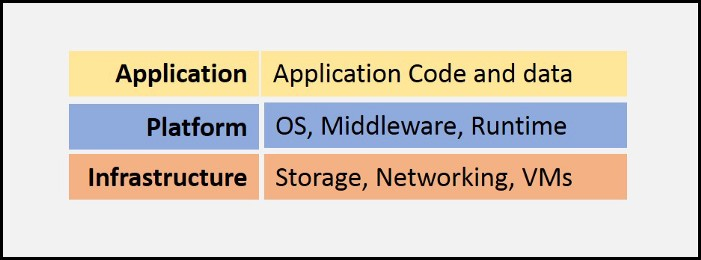 Application Application Code and data
Platform OS, Middleware, Runtime
Infrastructure Storage, Networking, VMs